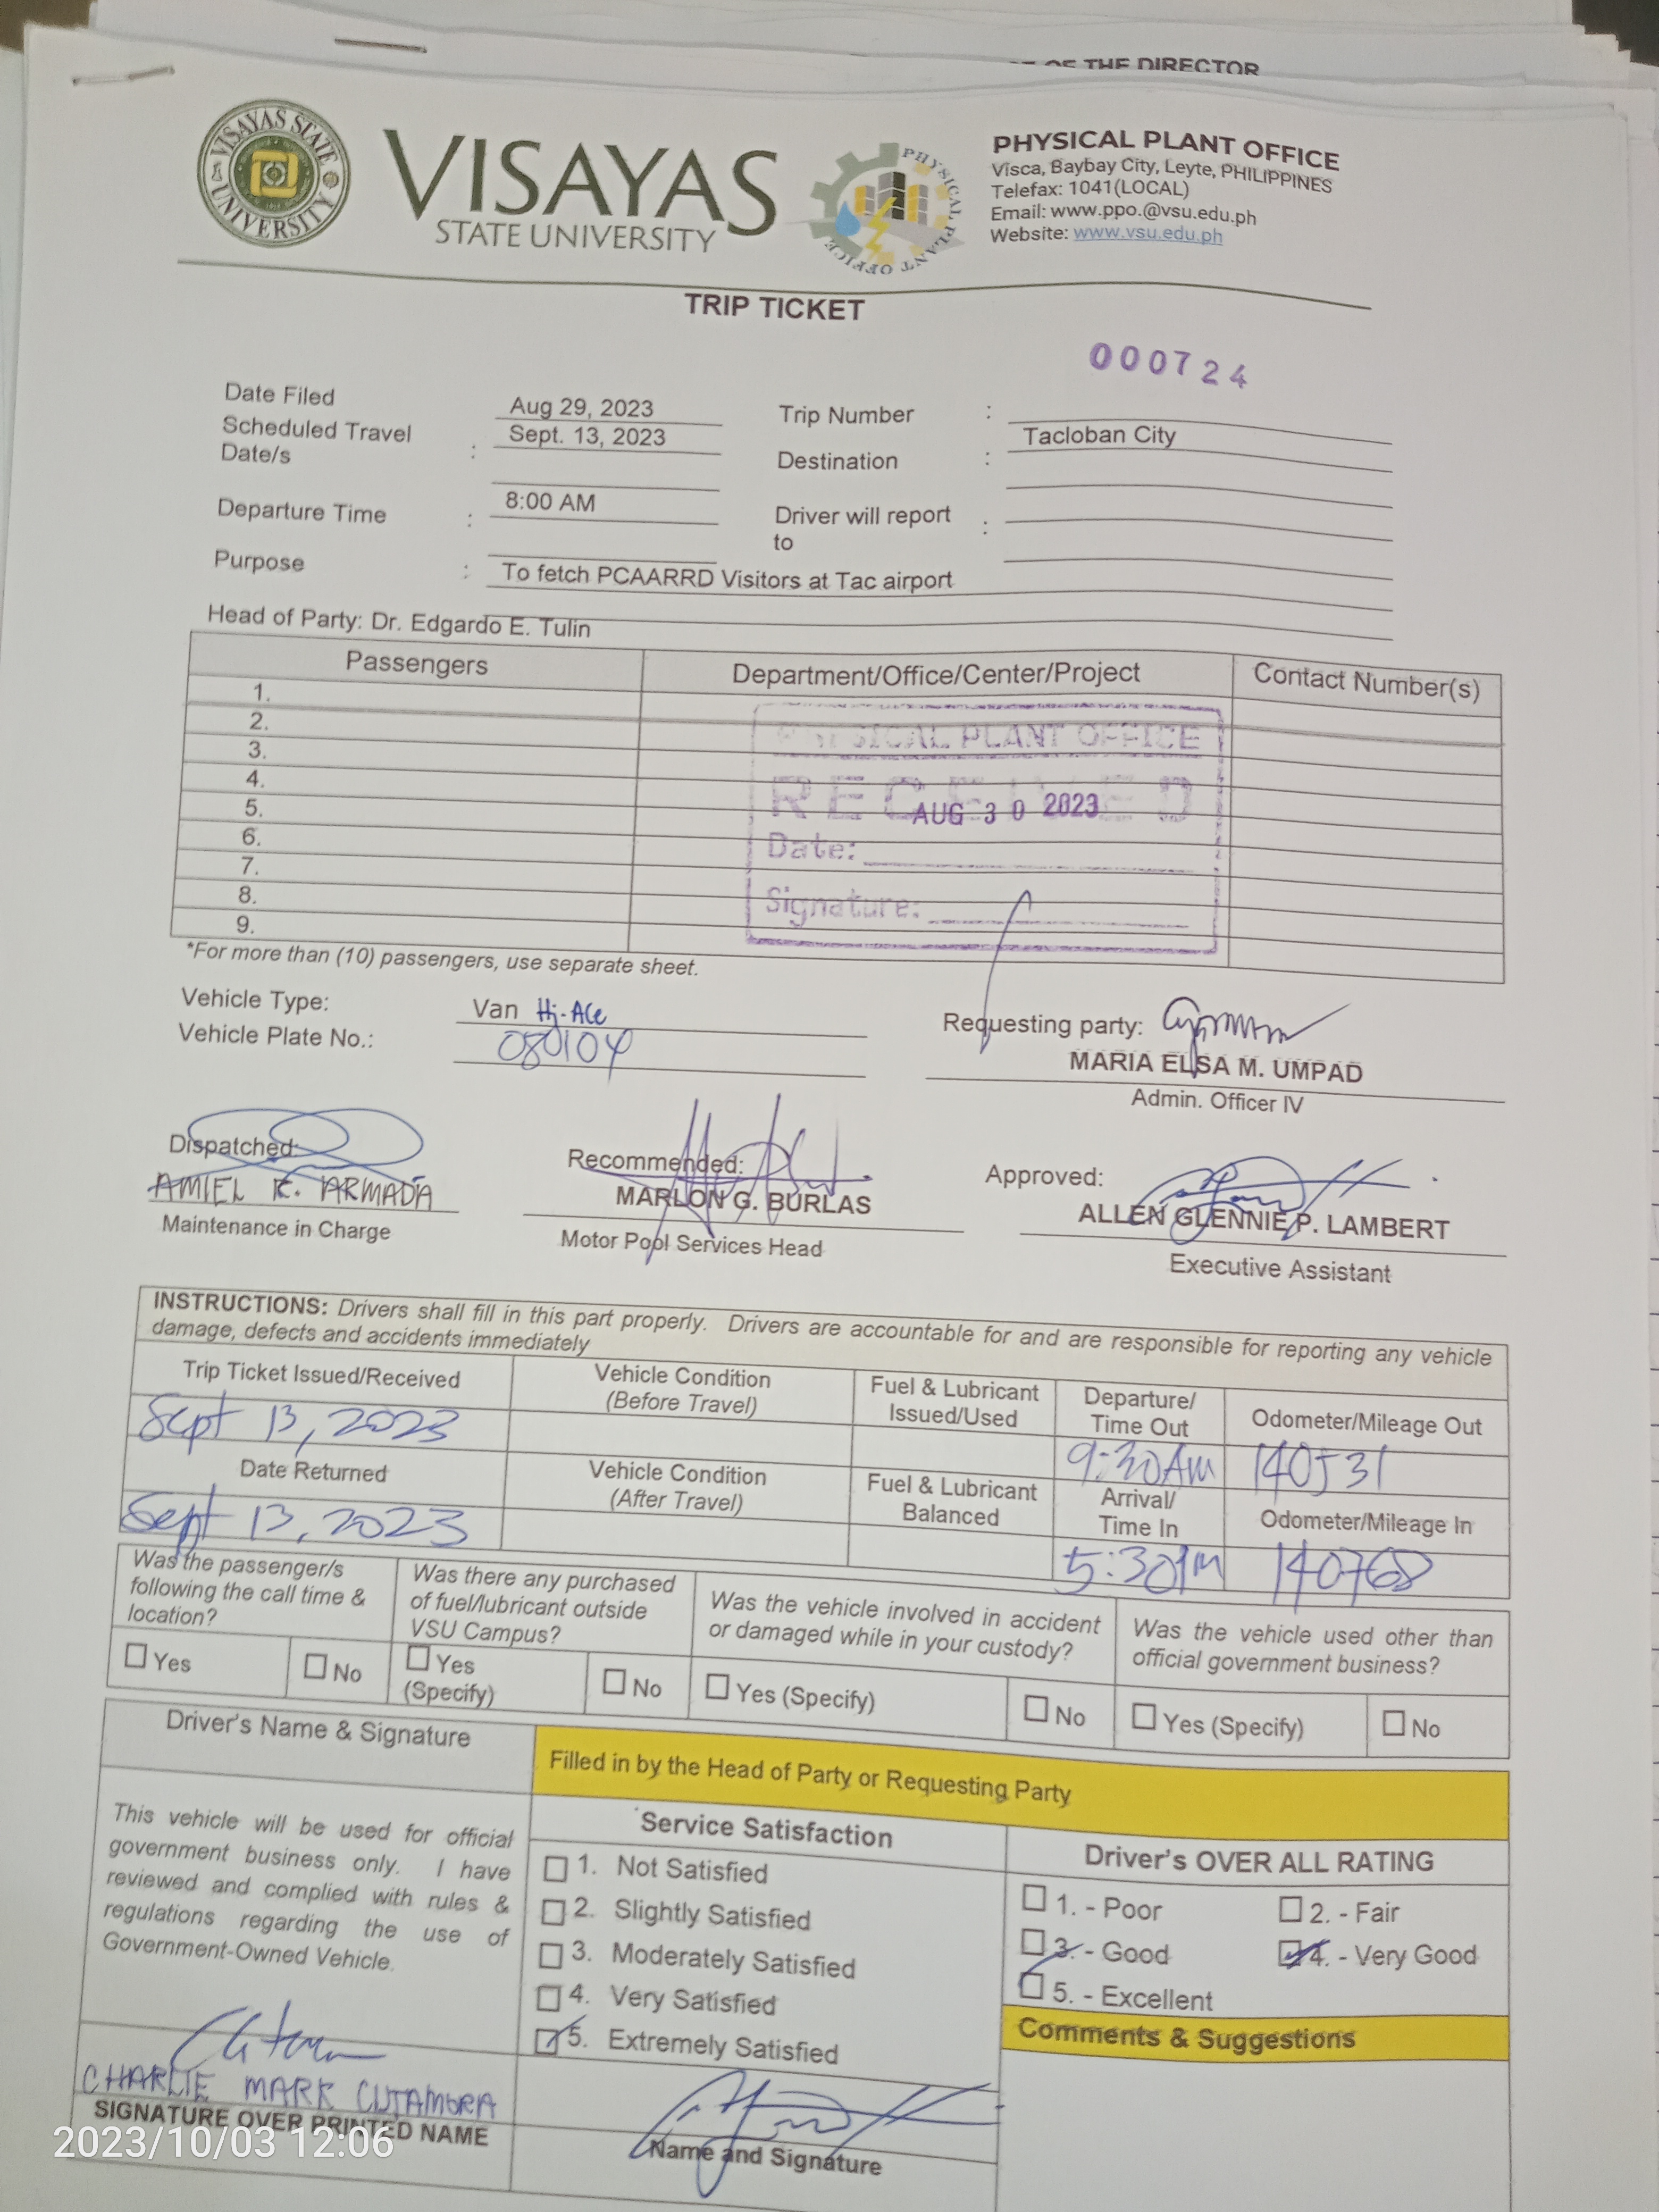 OF THE DIRECTOR
VISAYAS STATE UNIVERSITY
VISAYAS
STATE UNIVERSITY
PHYSICAL PLANT OFFICE
PHYSICAL PLANT OFFICE
Visca, Baybay City, Leyte, PHILIPPINES
Telefax: 1041(LOCAL)
Email: www.ppo.@vsu.edu.ph
Website: www.vsu.edu.ph
TRIP TICKET
000724
Date Filed Aug 29, 2023 Trip Number :
Scheduled Travel Date/s : Sept. 13, 2023 Destination : Tacloban City
Departure Time : 8:00 AM Driver will report to :
Purpose : To fetch PCAARRD Visitors at Tac airport
Head of Party: Dr. Edgardo E. Tulin
Passengers Department/Office/Center/Project Contact Number(s)
1.
2.
3.
4.
5.
6.
7.
8.
9.
PHYSICAL PLANT OFFICE
RECEIVED
AUG 30 2023
Date:
Signature:
*For more than (10) passengers, use separate sheet.
Vehicle Type: Van Hi-Ace
Vehicle Plate No.: 080104
Requesting party:
MARIA ELSA M. UMPAD
Admin. Officer IV
Dispatched: Recommended: Approved:
AMIEL K. ARMADA MARLON G. BURLAS ALLEN GLENNIE P. LAMBERT
Maintenance in Charge Motor Pool Services Head Executive Assistant
INSTRUCTIONS: Drivers shall fill in this part properly. Drivers are accountable for and are responsible for reporting any vehicle
damage, defects and accidents immediately
Trip Ticket Issued/Received Vehicle Condition (Before Travel) Fuel & Lubricant Issued/Used Departure/ Time Out Odometer/Mileage Out
Sept 13, 2023 9:30AM 140531
Date Returned Vehicle Condition (After Travel) Fuel & Lubricant Balanced Arrival/ Time In Odometer/Mileage In
Sept 13, 2023 5:30PM 140768
Was the passenger/s following the call time & location? Was there any purchased of fuel/lubricant outside VSU Campus? Was the vehicle involved in accident or damaged while in your custody? Was the vehicle used other than official government business?
Yes No Yes (Specify) No Yes (Specify) No Yes (Specify) No
Driver's Name & Signature
Filled in by the Head of Party or Requesting Party
This vehicle will be used for official
government business only. I have
reviewed and complied with rules &
regulations regarding the use of
Government-Owned Vehicle.
Service Satisfaction
1. Not Satisfied
2. Slightly Satisfied
3. Moderately Satisfied
4. Very Satisfied
5. Extremely Satisfied
Driver's OVER ALL RATING
1. - Poor 2. - Fair
3. - Good 4. - Very Good
5. - Excellent
Comments & Suggestions
CHARLIE MARK CUTAMORA
SIGNATURE OVER PRINTED NAME
Name and Signature
2023/10/03 12:06